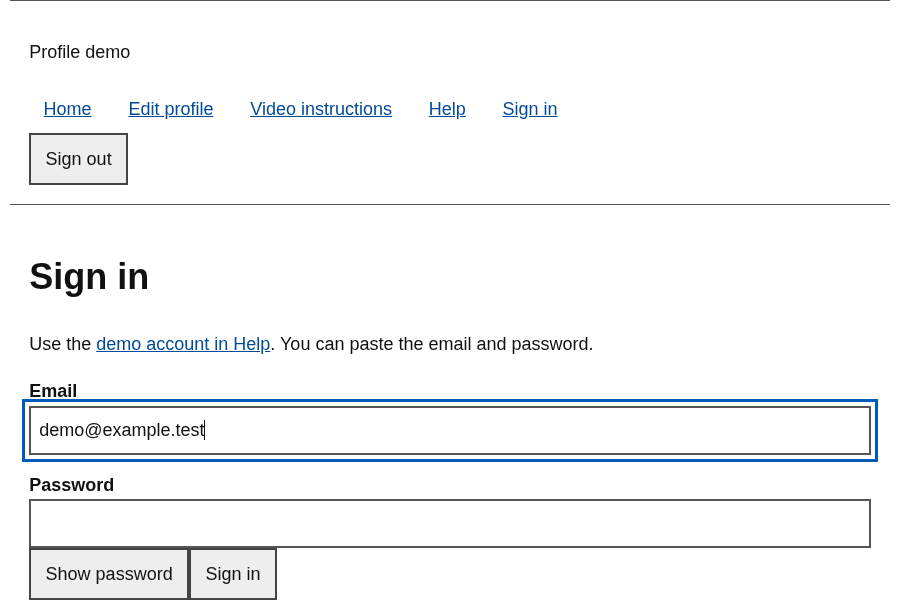 Profile demo
Home Edit profile Video instructions Help Sign in
Sign out
Sign in
Use the demo account in Help. You can paste the email and password.
Email
demo@example.test
Password
Show password Sign in